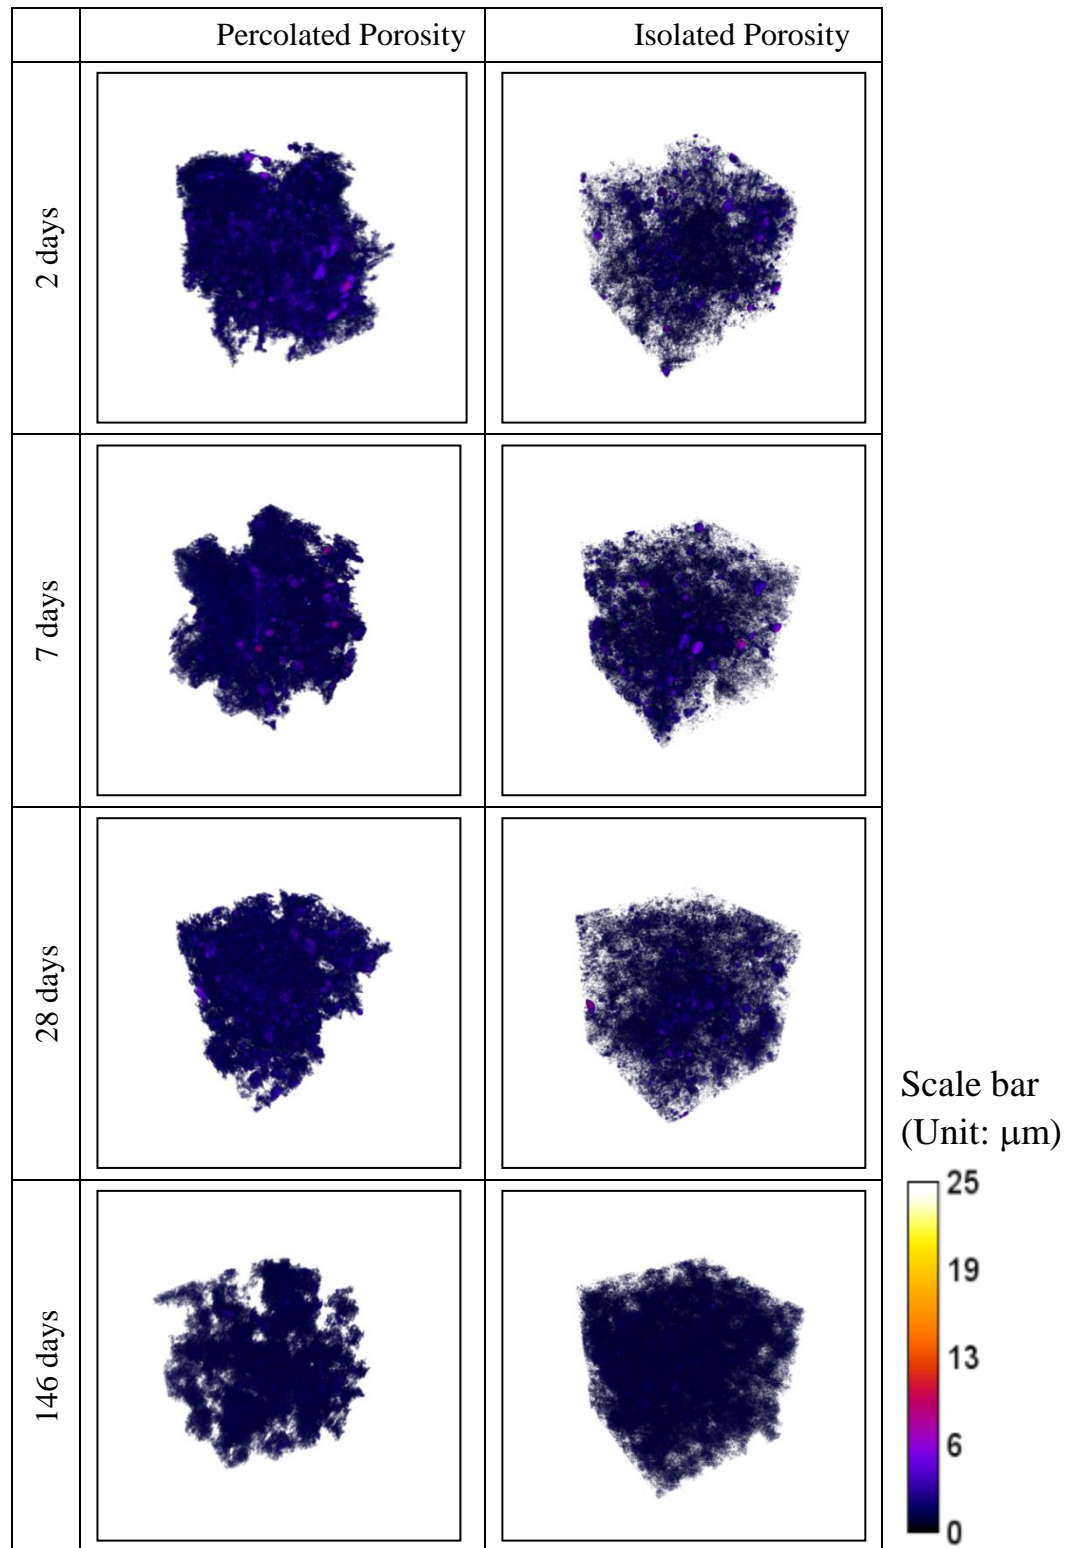 Percolated Porosity
Isolated Porosity
2 days
7 days
28 days
146 days
Scale bar
(Unit: μm)
25
19
13
6
0